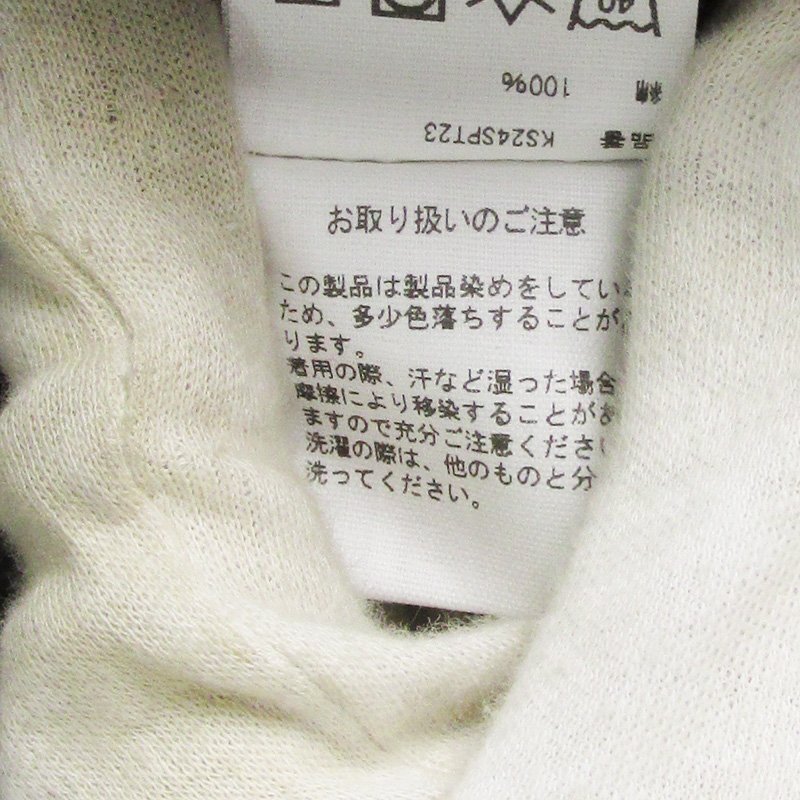 綿 100%
品番 KS24SPT23
お取り扱いのご注意
この製品は製品染めをしてい
ため、多少色落ちすることが
ります。
着用の際、汗など湿った場合
摩擦により移染することがあ
ますので充分ご注意くださ
洗濯の際は、他のものと分
洗ってください。